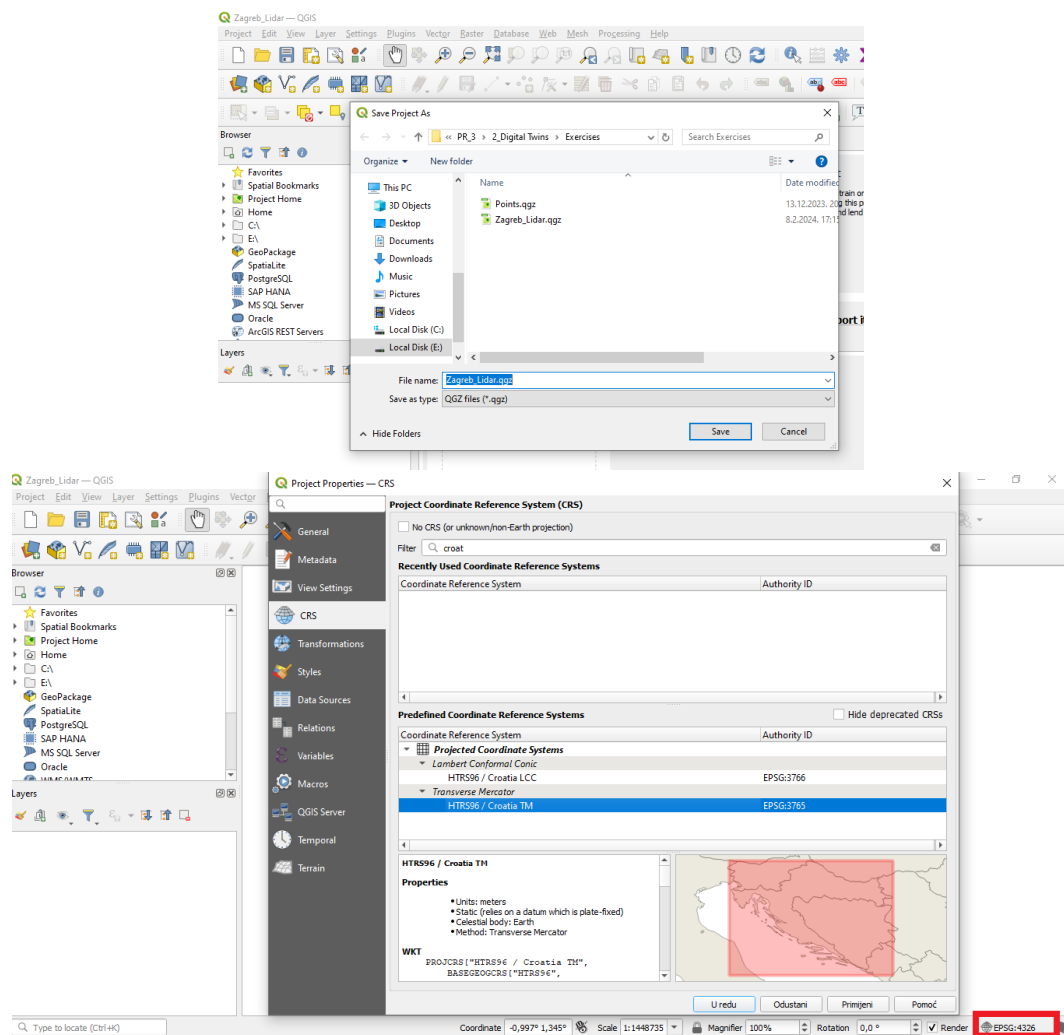 Zagreb_Lidar — QGIS
Project Edit View Layer Settings Plugins Vector Raster Database Web Mesh Processing Help
Save Project As
« PR_3 › 2_Digital Twins › Exercises
Search Exercises
Organize
New folder
This PC
3D Objects
Desktop
Documents
Downloads
Music
Pictures
Videos
Local Disk (C:)
Local Disk (E:)
Name
Date modified
Points.qgz
13.12.2023. 20
Zagreb_Lidar.qgz
8.2.2024. 17:15
File name: Zagreb_Lidar.qgz
Save as type: QGZ files (*.qgz)
Hide Folders
Save
Cancel
Browser
Favorites
Spatial Bookmarks
Project Home
Home
C:\
E:\
GeoPackage
SpatiaLite
PostgreSQL
SAP HANA
MS SQL Server
Oracle
ArcGIS REST Servers
Layers
abc
abc
train or
g this p
nd lend
port it
Zagreb_Lidar — QGIS
Project Edit View Layer Settings Plugins Vector
Browser
Favorites
Spatial Bookmarks
Project Home
Home
C:\
E:\
GeoPackage
SpatiaLite
PostgreSQL
SAP HANA
MS SQL Server
Oracle
WMS/WMTS
Layers
Project Properties — CRS
General
Metadata
View Settings
CRS
Transformations
Styles
Data Sources
Relations
Variables
Macros
QGIS Server
Temporal
Terrain
Project Coordinate Reference System (CRS)
No CRS (or unknown/non-Earth projection)
Filter croat
Recently Used Coordinate Reference Systems
Coordinate Reference System Authority ID
Predefined Coordinate Reference Systems
Hide deprecated CRSs
Coordinate Reference System Authority ID
Projected Coordinate Systems
Lambert Conformal Conic
HTRS96 / Croatia LCC EPSG:3766
Transverse Mercator
HTRS96 / Croatia TM EPSG:3765
HTRS96 / Croatia TM
Properties
• Units: meters
• Static (relies on a datum which is plate-fixed)
• Celestial body: Earth
• Method: Transverse Mercator
WKT
PROJCRS["HTRS96 / Croatia TM",
BASEGEOGCRS["HTRS96",
U redu
Odustani
Primijeni
Pomoć
Type to locate (Ctrl+K)
Coordinate -0,997° 1,345° Scale 1:1448735 Magnifier 100% Rotation 0,0 ° Render EPSG:4326